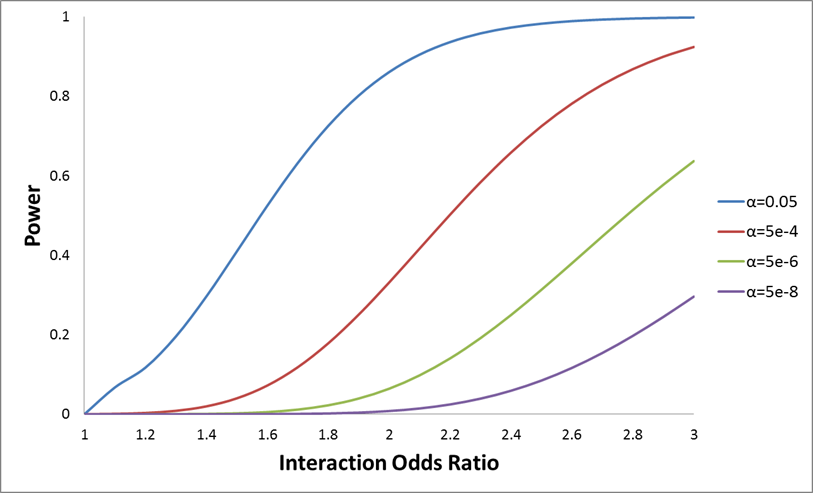 1
0.8
0.6
0.4
0.2
0
Power
1 1.2 1.4 1.6 1.8 2 2.2 2.4 2.6 2.8 3
Interaction Odds Ratio
α=0.05
α=5e-4
α=5e-6
α=5e-8